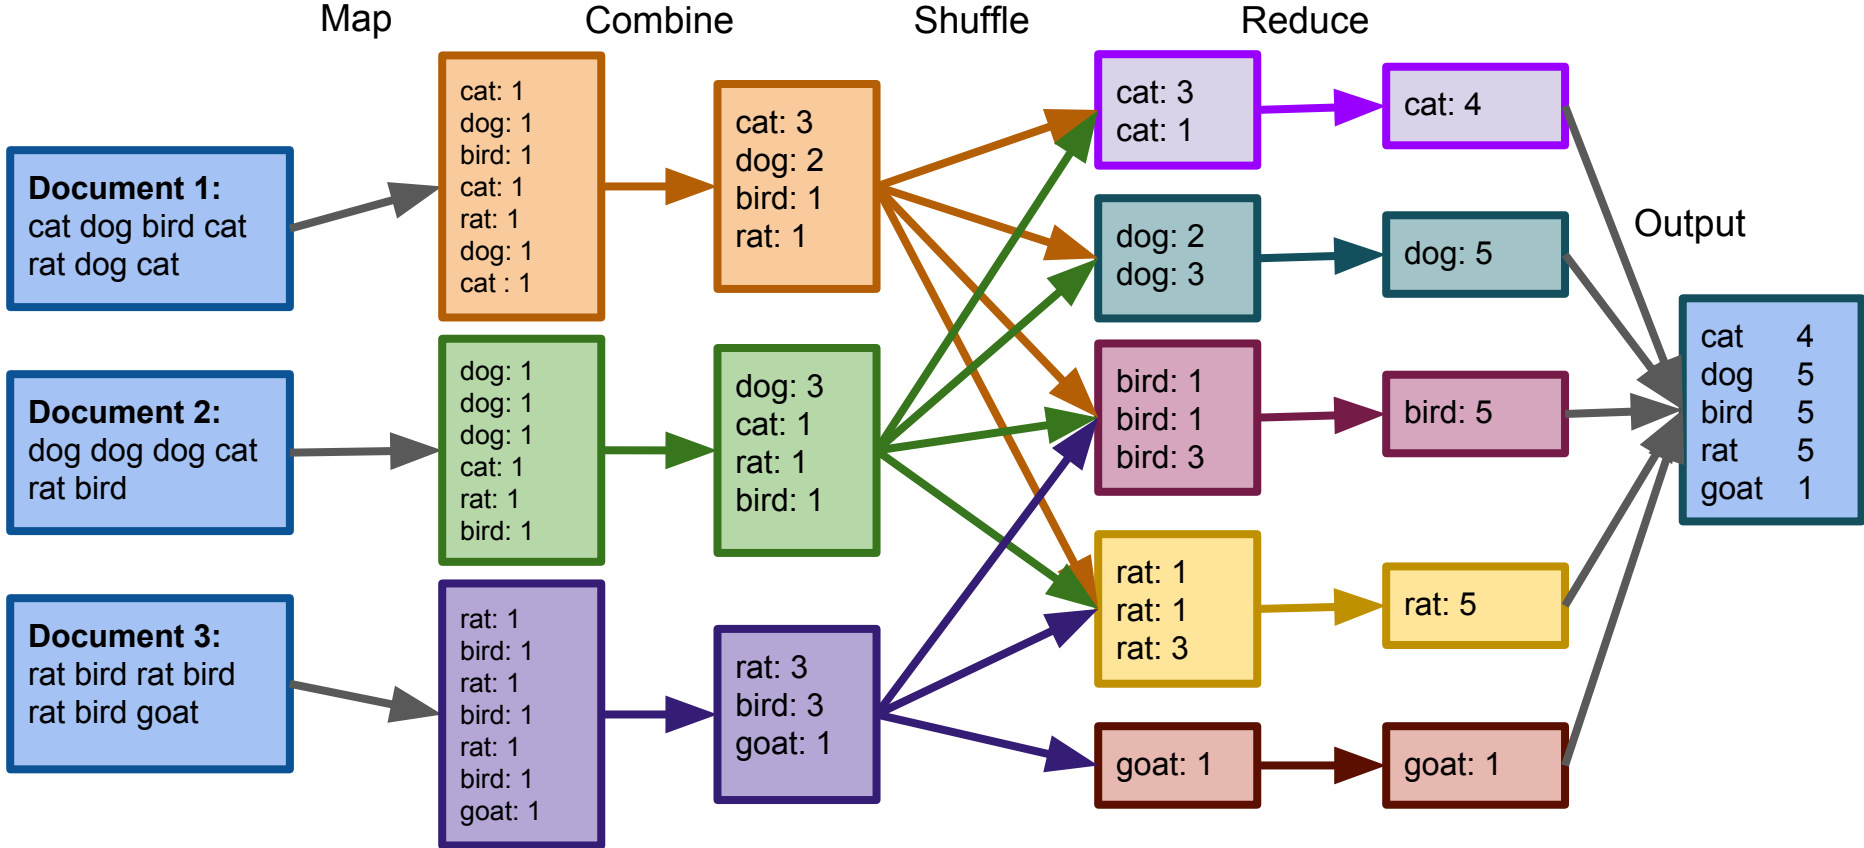 Map
Combine
Shuffle
Reduce
Document 1:
cat dog bird cat
rat dog cat
Document 2:
dog dog dog cat
rat bird
Document 3:
rat bird rat bird
rat bird goat
cat: 1
dog: 1
bird: 1
cat: 1
rat: 1
dog: 1
cat : 1
dog: 1
dog: 1
dog: 1
cat: 1
rat: 1
bird: 1
rat: 1
bird: 1
rat: 1
bird: 1
rat: 1
bird: 1
goat: 1
cat: 3
dog: 2
bird: 1
rat: 1
dog: 3
cat: 1
rat: 1
bird: 1
rat: 3
bird: 3
goat: 1
cat: 3
cat: 1
dog: 2
dog: 3
bird: 1
bird: 1
bird: 3
rat: 1
rat: 1
rat: 3
goat: 1
cat: 4
dog: 5
bird: 5
rat: 5
goat: 1
Output
cat 4
dog 5
bird 5
rat 5
goat 1